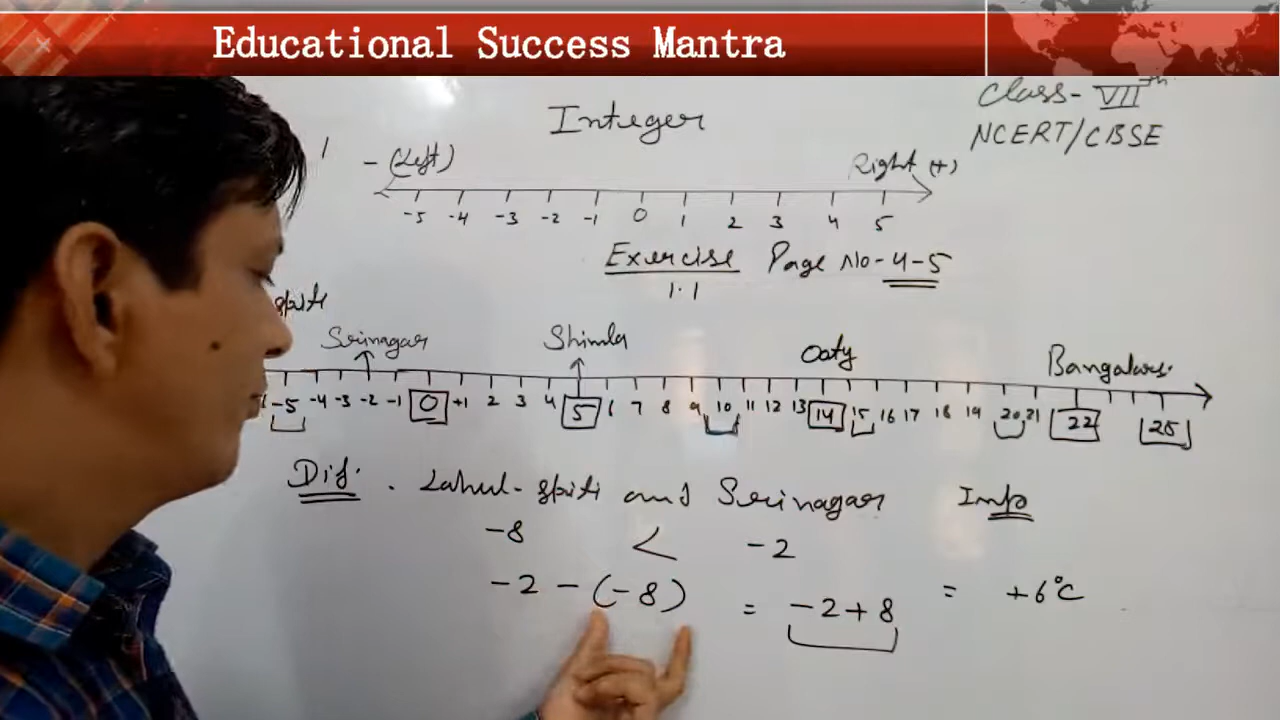 Educational Success Mantra
Class- VIIth
NCERT/CBSE
Integer
- (Left)
Right (+)
-5 -4 -3 -2 -1 0 1 2 3 4 5
Exercise Page No-4-5
1.1
spiti
Srinagar Shimla Ooty Bangalurs.
-5 -4 -3 -2 -1 0 +1 2 3 4 5 6 7 8 9 10 11 12 13 14 15 16 17 18 19 20 21 22 25
Dif. . Lahul-spiti and Srinagar Imp
-8 < -2
-2 - (-8) = -2+8 = +6°C